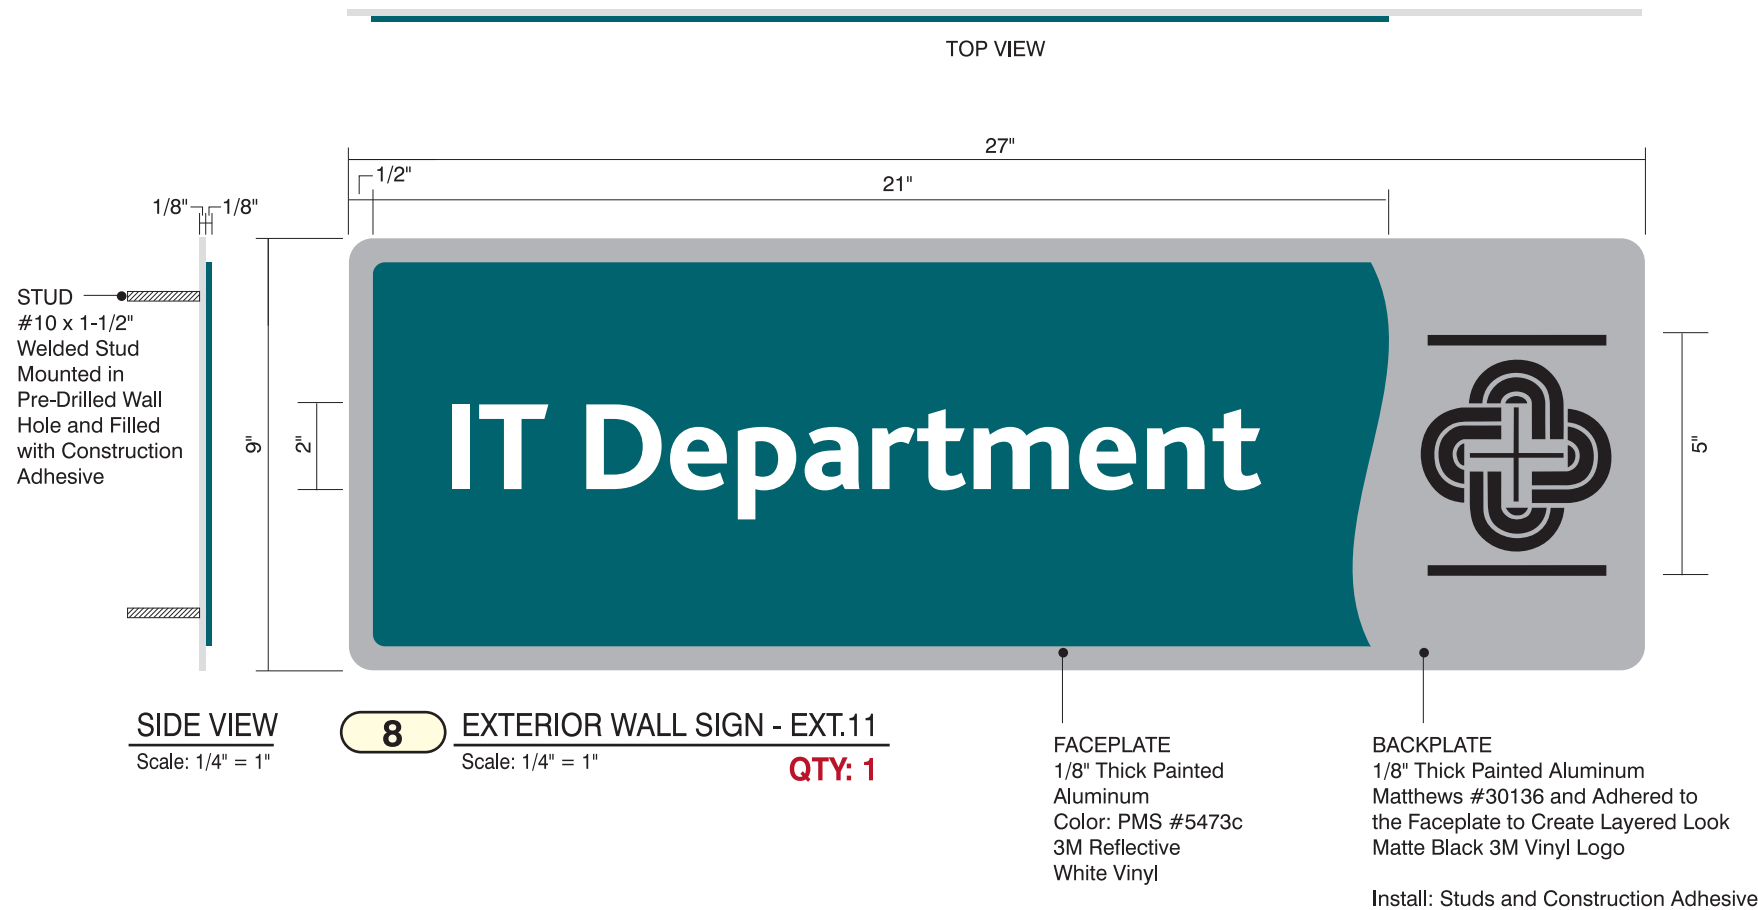 TOP VIEW
27"
1/2"
21"
1/8"
1/8"
STUD
#10 x 1-1/2"
Welded Stud
Mounted in
Pre-Drilled Wall
Hole and Filled
with Construction
Adhesive
9"
2"
IT Department
5"
SIDE VIEW
Scale: 1/4" = 1"
8
EXTERIOR WALL SIGN - EXT.11
Scale: 1/4" = 1"
QTY: 1
FACEPLATE
1/8" Thick Painted
Aluminum
Color: PMS #5473c
3M Reflective
White Vinyl
BACKPLATE
1/8" Thick Painted Aluminum
Matthews #30136 and Adhered to
the Faceplate to Create Layered Look
Matte Black 3M Vinyl Logo
Install: Studs and Construction Adhesive